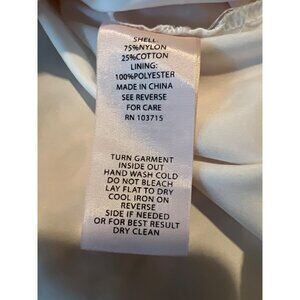 SHELL:
75%NYLON
25%COTTON
LINING:
100%POLYESTER
MADE IN CHINA
SEE REVERSE
FOR CARE
RN 103715
TURN GARMENT
INSIDE OUT
HAND WASH COLD
DO NOT BLEACH
LAY FLAT TO DRY
COOL IRON ON
REVERSE
SIDE IF NEEDED
OR FOR BEST RESULT
DRY CLEAN